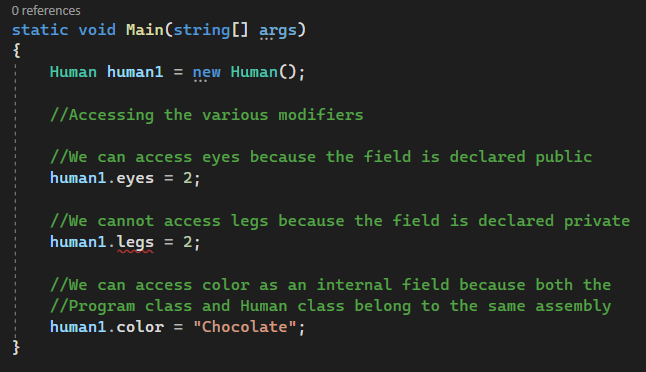 0 references
static void Main(string[] args)
{
Human human1 = new Human();
//Accessing the various modifiers
//We can access eyes because the field is declared public
human1.eyes = 2;
//We cannot access legs because the field is declared private
human1.legs = 2;
//We can access color as an internal field because both the
//Program class and Human class belong to the same assembly
human1.color = "Chocolate";
}